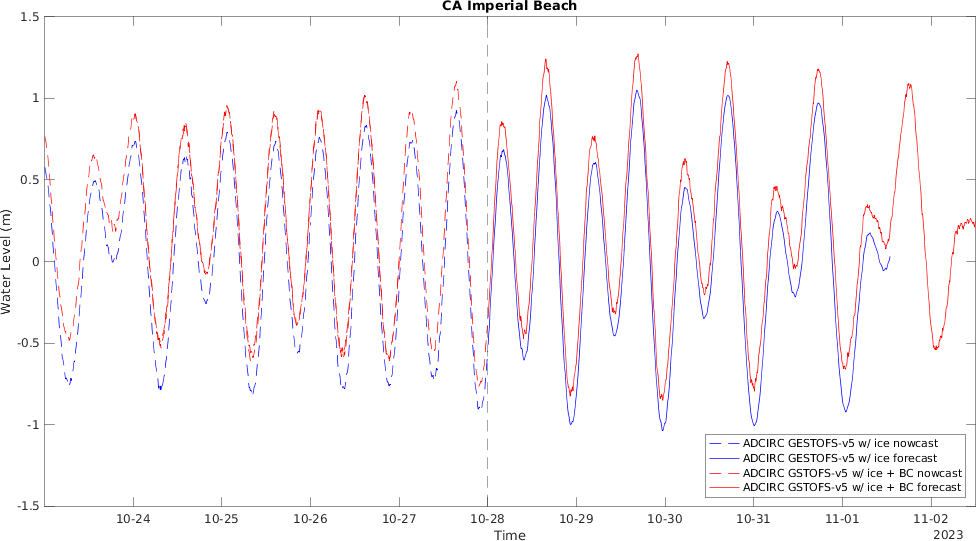 CA Imperial Beach
1.5
1
0.5
0
-0.5
-1
-1.5
Water Level (m)
ADCIRC GESTOFS-v5 w/ ice nowcast
ADCIRC GESTOFS-v5 w/ ice forecast
ADCIRC GSTOFS-v5 w/ ice + BC nowcast
ADCIRC GSTOFS-v5 w/ ice + BC forecast
10-24 10-25 10-26 10-27 10-28 10-29 10-30 10-31 11-01 11-02
Time
2023